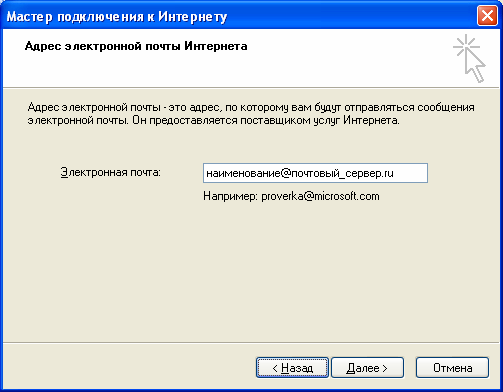 Мастер подключения к Интернету
Адрес электронной почты Интернета
Адрес электронной почты - это адрес, по которому вам будут отправляться сообщения
электронной почты. Он предоставляется поставщиком услуг Интернета.
Электронная почта: наименование@почтовый_сервер.ru
Например: proverka@microsoft.com
< Назад Далее > Отмена